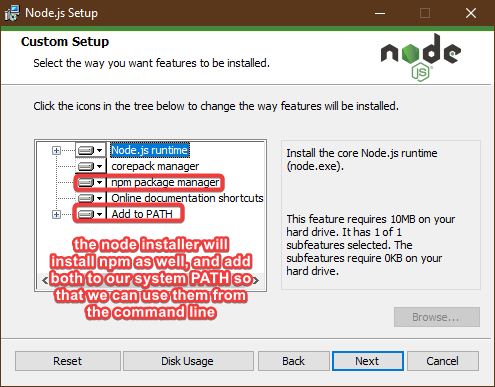 Node.js Setup
Custom Setup
Select the way you want features to be installed.
node
JS
Click the icons in the tree below to change the way features will be installed.
Node.js runtime
corepack manager
npm package manager
Online documentation shortcuts
Add to PATH
the node installer will
install npm as well, and add
both to our system PATH so
that we can use them from
the command line
Install the core Node.js runtime
(node.exe).
This feature requires 10MB on your
hard drive. It has 1 of 1
subfeatures selected. The
subfeatures require 0KB on your
hard drive.
Browse...
Reset
Disk Usage
Back
Next
Cancel